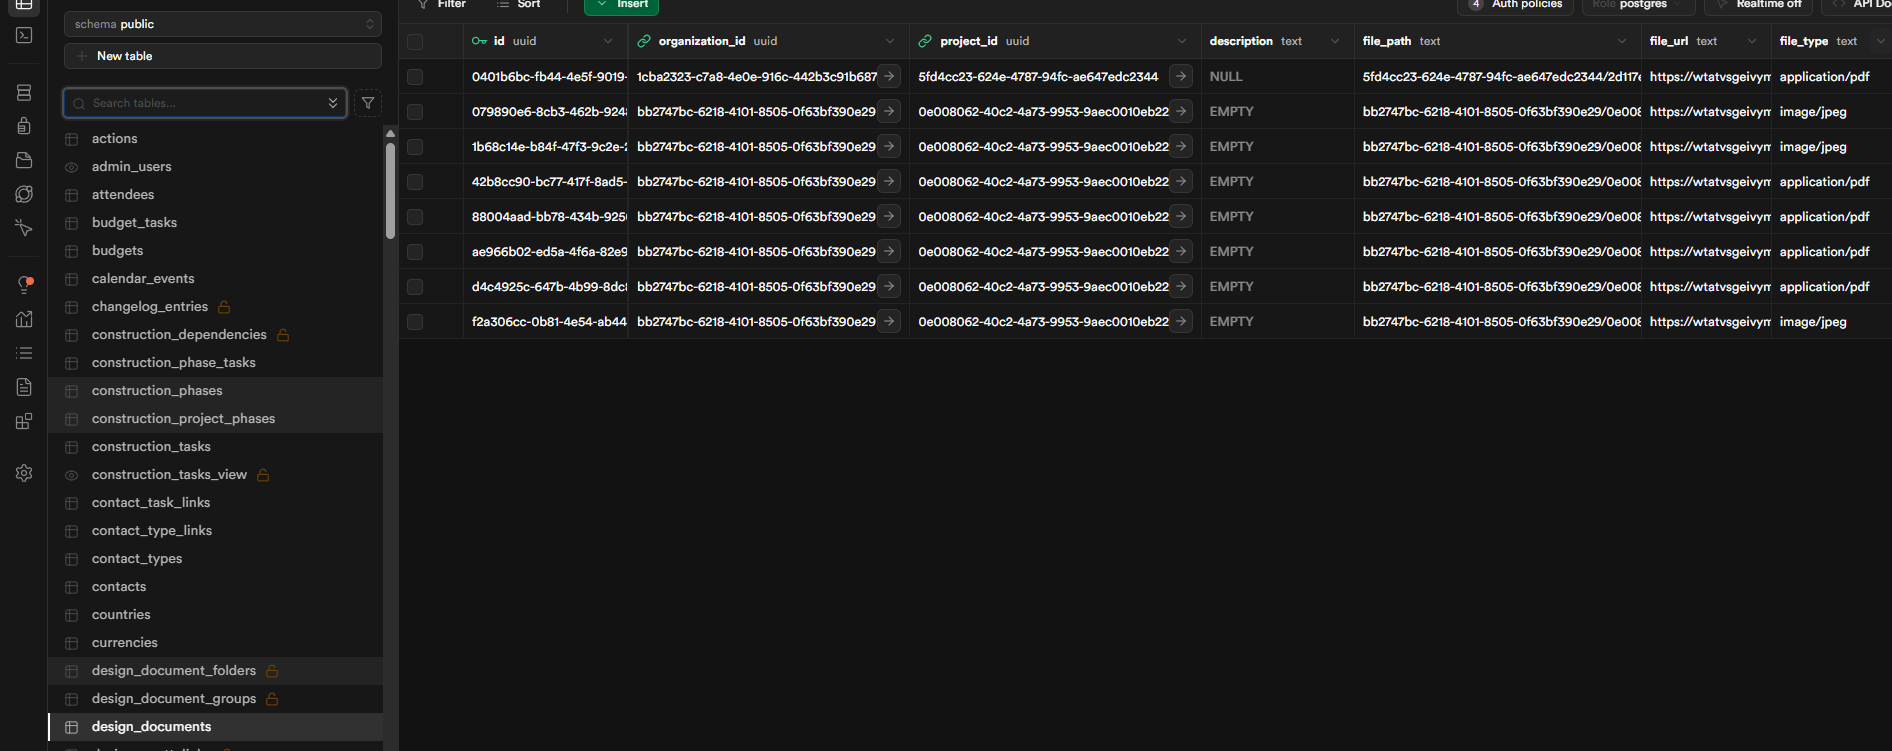 Filter Sort Insert 4 Auth policies Role postgres Realtime off API Do
schema public
New table
Search tables...
actions
admin_users
attendees
budget_tasks
budgets
calendar_events
changelog_entries
construction_dependencies
construction_phase_tasks
construction_phases
construction_project_phases
construction_tasks
construction_tasks_view
contact_task_links
contact_type_links
contact_types
contacts
countries
currencies
design_document_folders
design_document_groups
design_documents
id uuid organization_id uuid project_id uuid description text file_path text file_url text file_type text
0401b6bc-fb44-4e5f-9019- 1cba2323-c7a8-4e0e-916c-442b3c91b687 5fd4cc23-624e-4787-94fc-ae647edc2344 NULL 5fd4cc23-624e-4787-94fc-ae647edc2344/2d117 https://wtatvsgeivym application/pdf
079890e6-8cb3-462b-924 bb2747bc-6218-4101-8505-0f63bf390e29 0e008062-40c2-4a73-9953-9aec0010eb22 EMPTY bb2747bc-6218-4101-8505-0f63bf390e29/0e008 https://wtatvsgeivym image/jpeg
1b68c14e-b84f-47f3-9c2e- bb2747bc-6218-4101-8505-0f63bf390e29 0e008062-40c2-4a73-9953-9aec0010eb22 EMPTY bb2747bc-6218-4101-8505-0f63bf390e29/0e008 https://wtatvsgeivym image/jpeg
42b8cc90-bc77-417f-8ad5- bb2747bc-6218-4101-8505-0f63bf390e29 0e008062-40c2-4a73-9953-9aec0010eb22 EMPTY bb2747bc-6218-4101-8505-0f63bf390e29/0e008 https://wtatvsgeivym application/pdf
88004aad-bb78-434b-925 bb2747bc-6218-4101-8505-0f63bf390e29 0e008062-40c2-4a73-9953-9aec0010eb22 EMPTY bb2747bc-6218-4101-8505-0f63bf390e29/0e008 https://wtatvsgeivym application/pdf
ae966b02-ed5a-4f6a-82e9 bb2747bc-6218-4101-8505-0f63bf390e29 0e008062-40c2-4a73-9953-9aec0010eb22 EMPTY bb2747bc-6218-4101-8505-0f63bf390e29/0e008 https://wtatvsgeivym application/pdf
d4c4925c-647b-4b99-8dc bb2747bc-6218-4101-8505-0f63bf390e29 0e008062-40c2-4a73-9953-9aec0010eb22 EMPTY bb2747bc-6218-4101-8505-0f63bf390e29/0e008 https://wtatvsgeivym application/pdf
f2a306cc-0b81-4e54-ab44 bb2747bc-6218-4101-8505-0f63bf390e29 0e008062-40c2-4a73-9953-9aec0010eb22 EMPTY bb2747bc-6218-4101-8505-0f63bf390e29/0e008 https://wtatvsgeivym image/jpeg